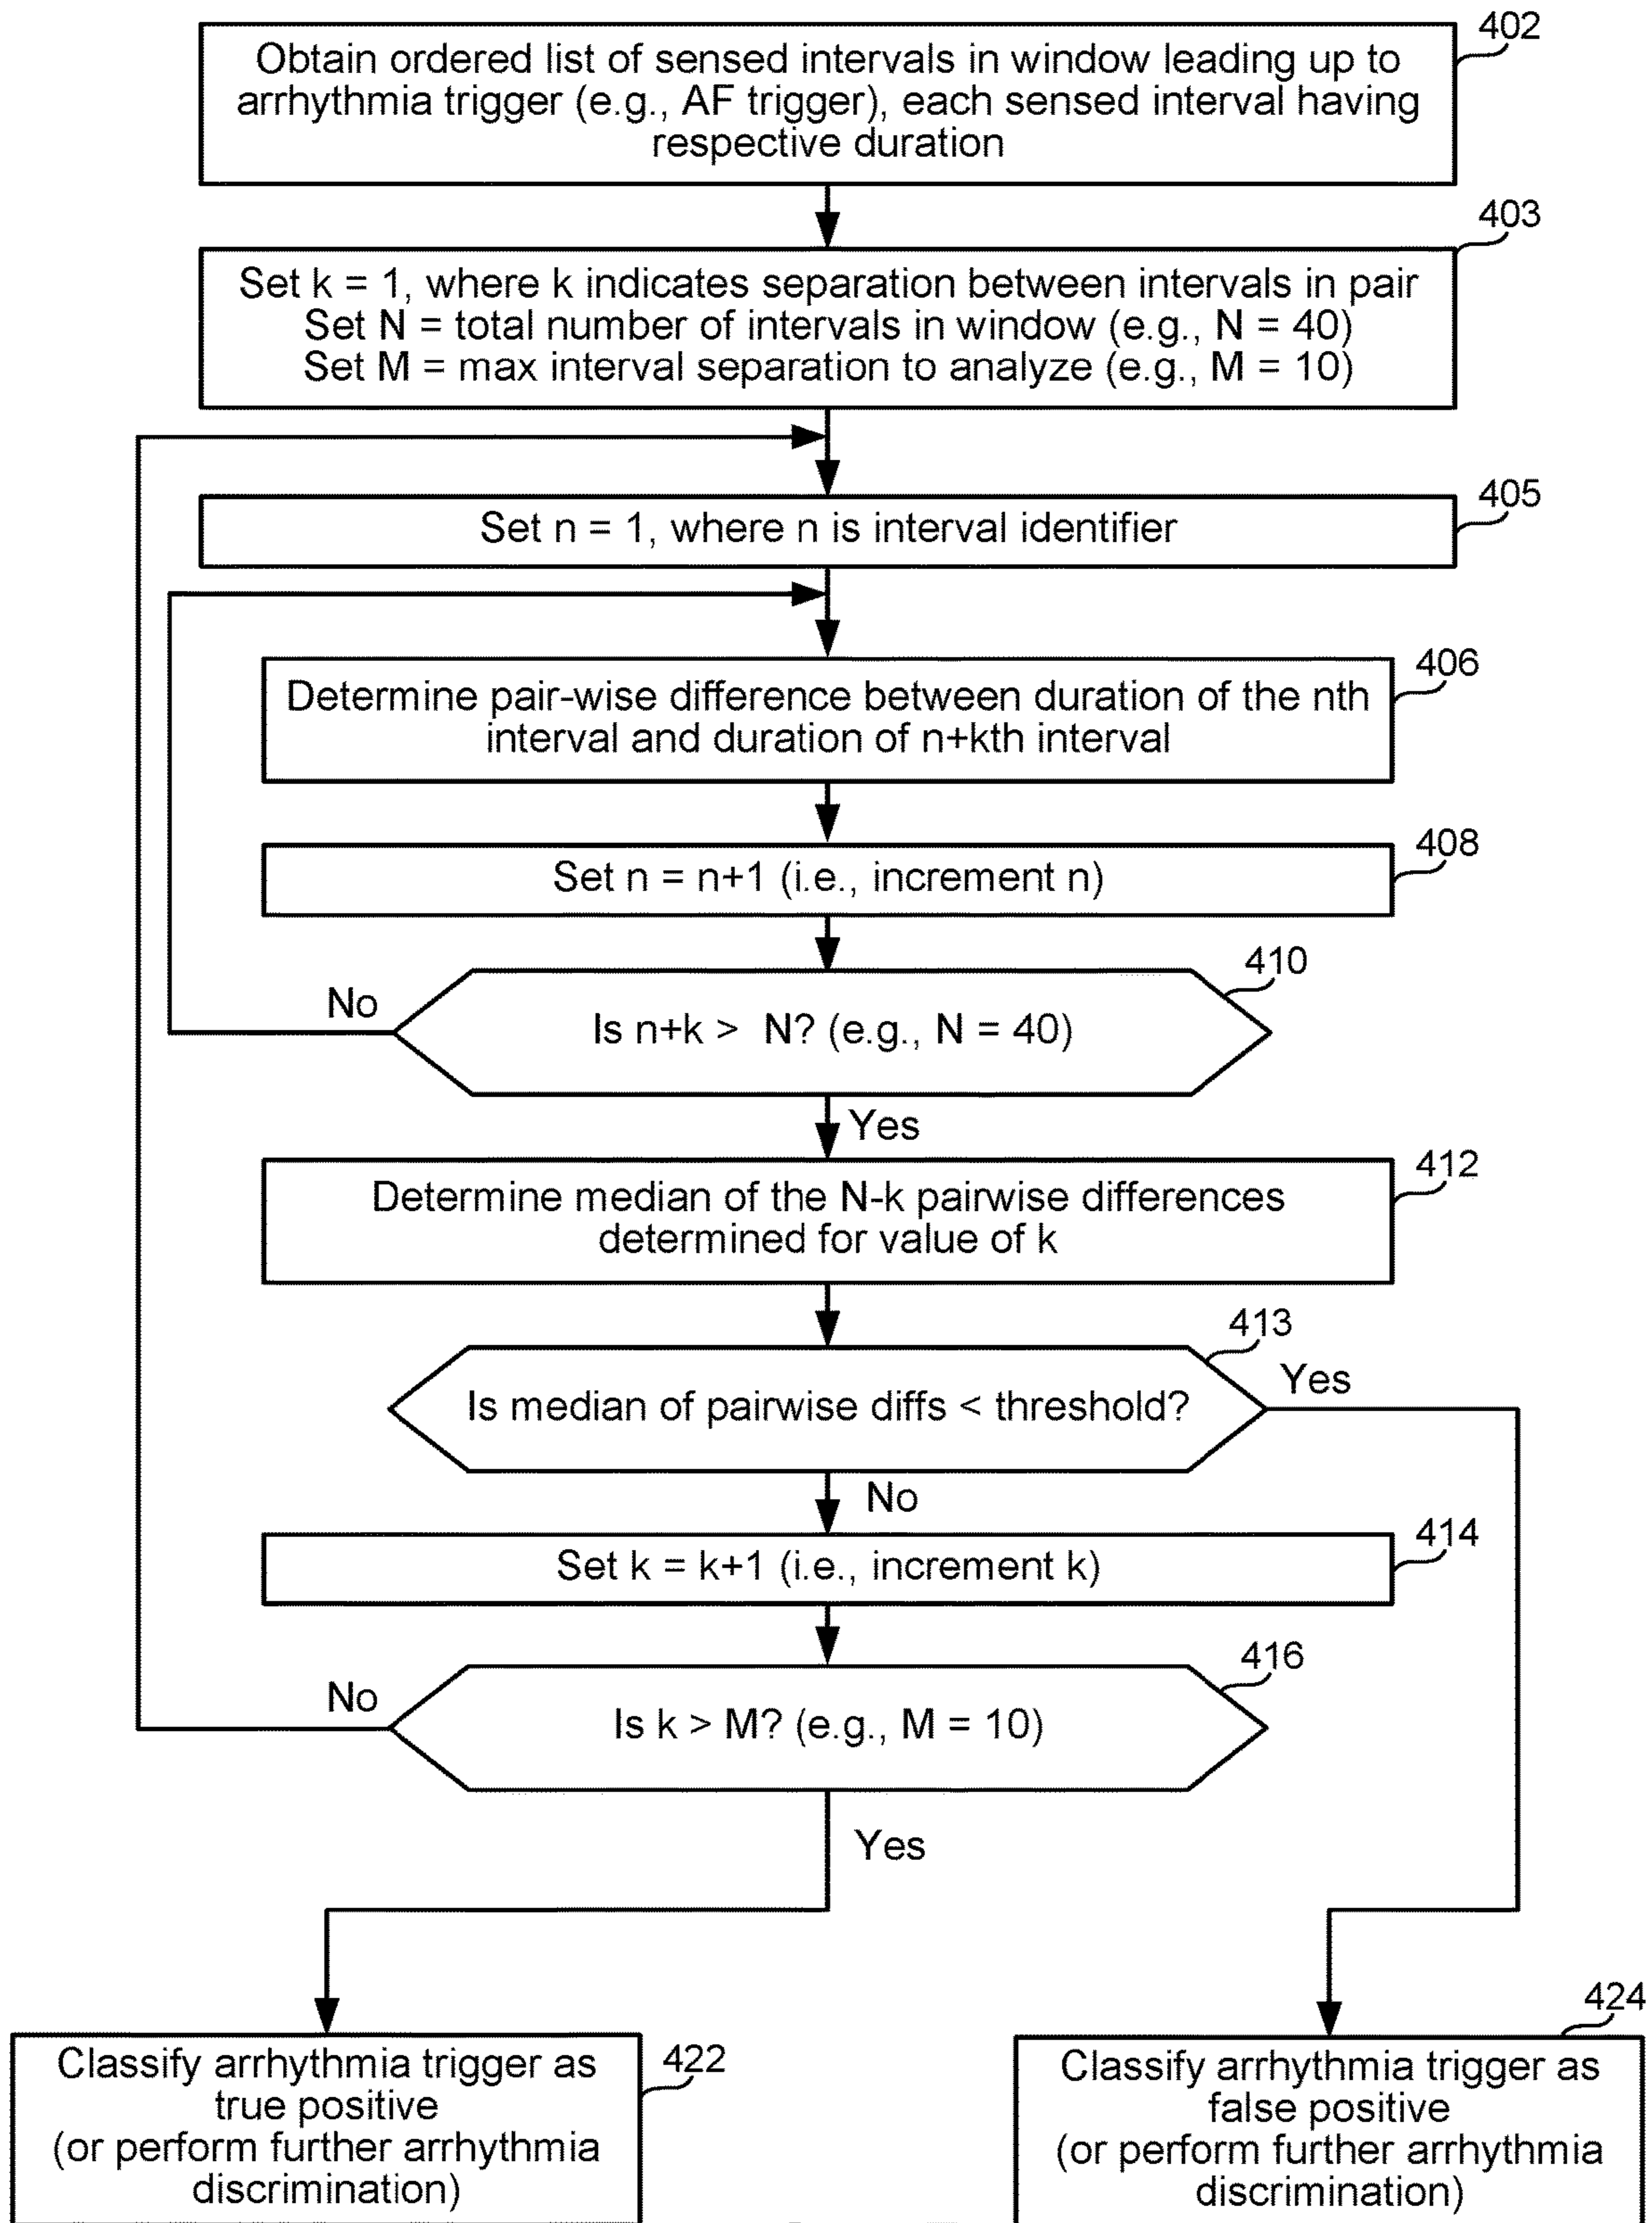 402
Obtain ordered list of sensed intervals in window leading up to
arrhythmia trigger (e.g., AF trigger), each sensed interval having
respective duration
403
Set k = 1, where k indicates separation between intervals in pair
Set N = total number of intervals in window (e.g., N = 40)
Set M = max interval separation to analyze (e.g., M = 10)
405
Set n = 1, where n is interval identifier
406
Determine pair-wise difference between duration of the nth
interval and duration of n+kth interval
408
Set n = n+1 (i.e., increment n)
410
No
Is n+k > N? (e.g., N = 40)
Yes
412
Determine median of the N-k pairwise differences
determined for value of k
413
Yes
Is median of pairwise diffs < threshold?
No
414
Set k = k+1 (i.e., increment k)
416
No
Is k > M? (e.g., M = 10)
Yes
422
Classify arrhythmia trigger as
true positive
(or perform further arrhythmia
discrimination)
424
Classify arrhythmia trigger as
false positive
(or perform further arrhythmia
discrimination)